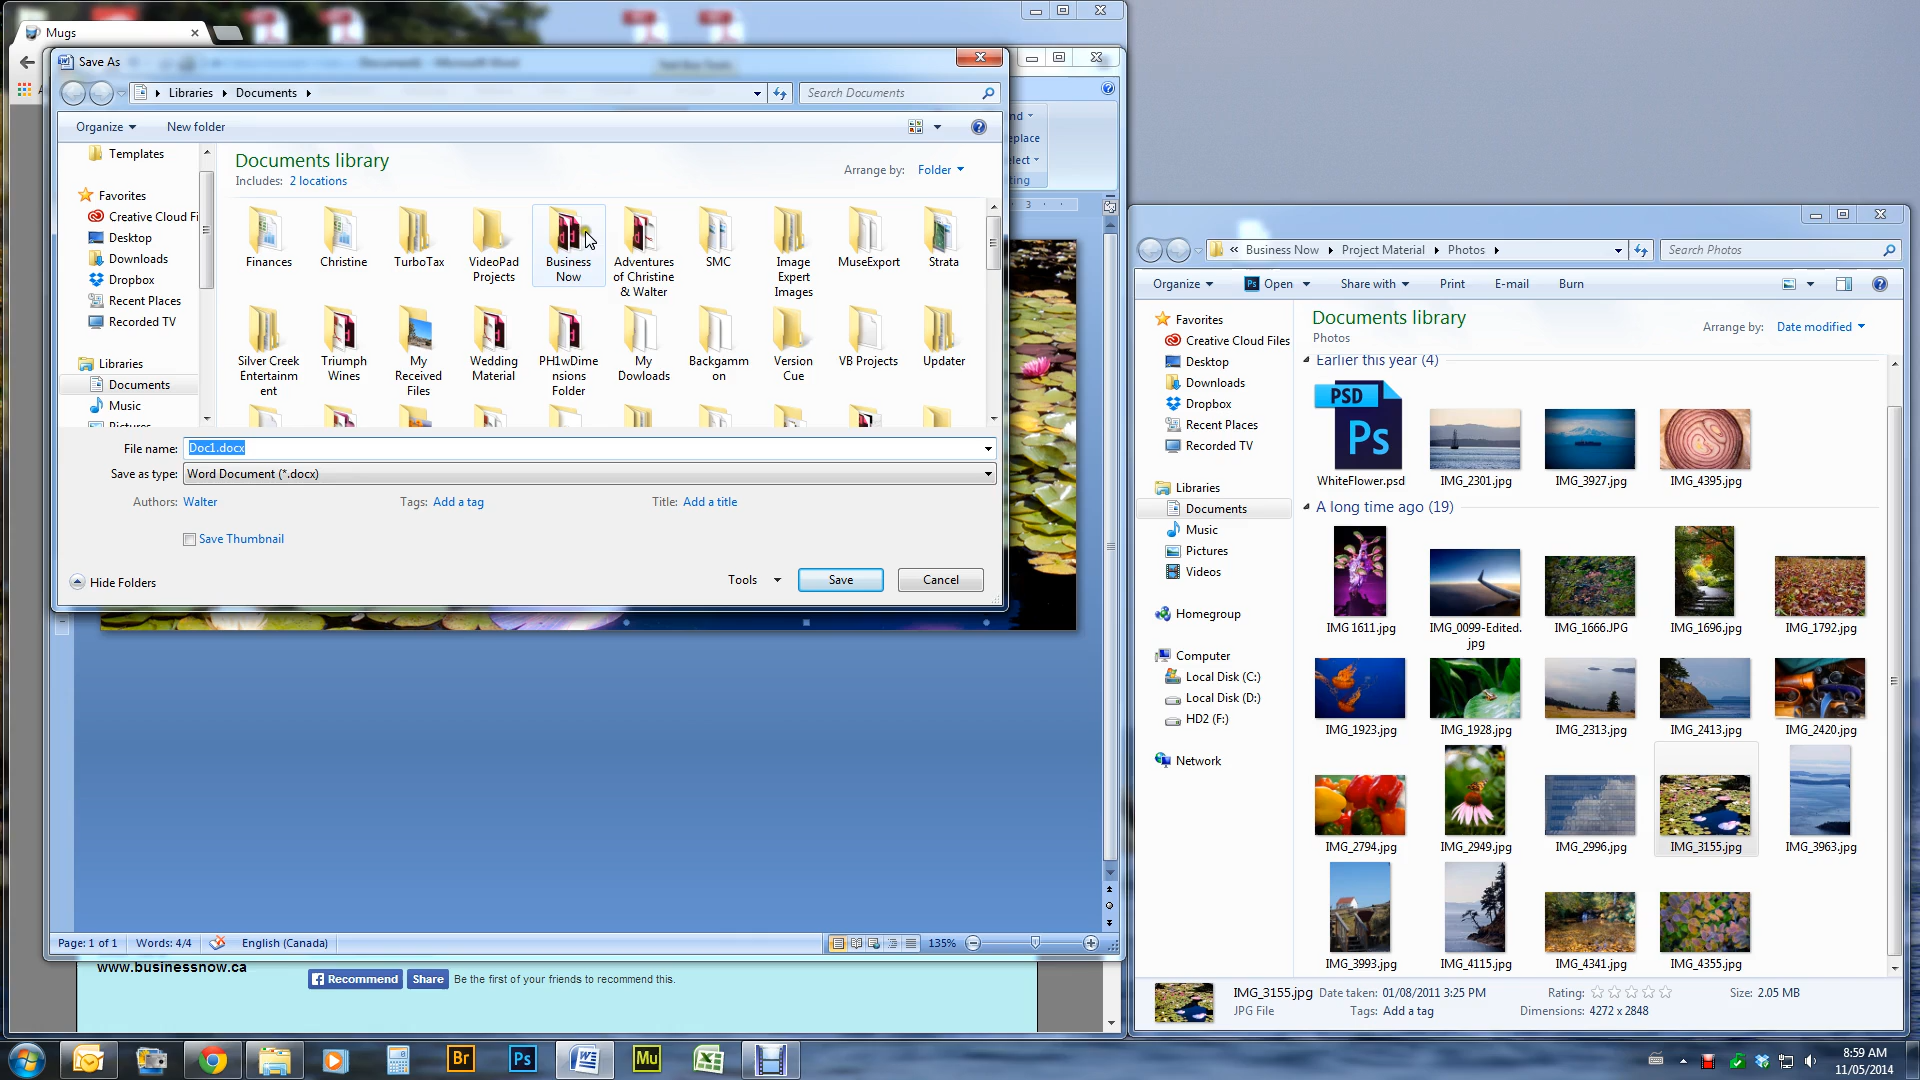 Mugs
Save As
Libraries Documents
Search Documents
Organize
New folder
Templates
Favorites
Creative Cloud Fi
Desktop
Downloads
Dropbox
Recent Places
Recorded TV
Libraries
Documents
Music
Documents library
Includes: 2 locations
Arrange by: Folder
Finances
Christine
TurboTax
VideoPad Projects
Business Now
Adventures of Christine & Walter
SMC
Image Expert Images
MuseExport
Strata
Silver Creek Entertainm ent
Triumph Wines
My Received Files
Wedding Material
PH1wDime nsions Folder
My Dowloads
Backgamm on
Version Cue
VB Projects
Updater
File name: Doc1.docx
Save as type: Word Document (*.docx)
Authors: Walter
Tags: Add a tag
Title: Add a title
Save Thumbnail
Hide Folders
Tools
Save
Cancel
Page: 1 of 1
Words: 4/4
English (Canada)
135%
www.businessnow.ca
Recommend
Share
Be the first of your friends to recommend this.
Business Now Project Material Photos
Search Photos
Organize
Open
Share with
Print
E-mail
Burn
Favorites
Creative Cloud Files
Desktop
Downloads
Dropbox
Recent Places
Recorded TV
Libraries
Documents
Music
Pictures
Videos
Homegroup
Computer
Local Disk (C:)
Local Disk (D:)
HD2 (F:)
Network
Documents library
Photos
Arrange by: Date modified
Earlier this year (4)
PSD
Ps
WhiteFlower.psd
IMG_2301.jpg
IMG_3927.jpg
IMG_4395.jpg
A long time ago (19)
IMG 1611.jpg
IMG_0099-Edited.jpg
IMG_1666.JPG
IMG_1696.jpg
IMG_1792.jpg
IMG_1923.jpg
IMG_1928.jpg
IMG_2313.jpg
IMG_2413.jpg
IMG_2420.jpg
IMG_2794.jpg
IMG_2949.jpg
IMG_2996.jpg
IMG_3155.jpg
IMG_3963.jpg
IMG_3993.jpg
IMG_4115.jpg
IMG_4341.jpg
IMG_4355.jpg
IMG_3155.jpg
Date taken: 01/08/2011 3:25 PM
Rating:
Size: 2.05 MB
JPG File
Tags: Add a tag
Dimensions: 4272 x 2848
Br
Ps
Mu
8:59 AM
11/05/2014